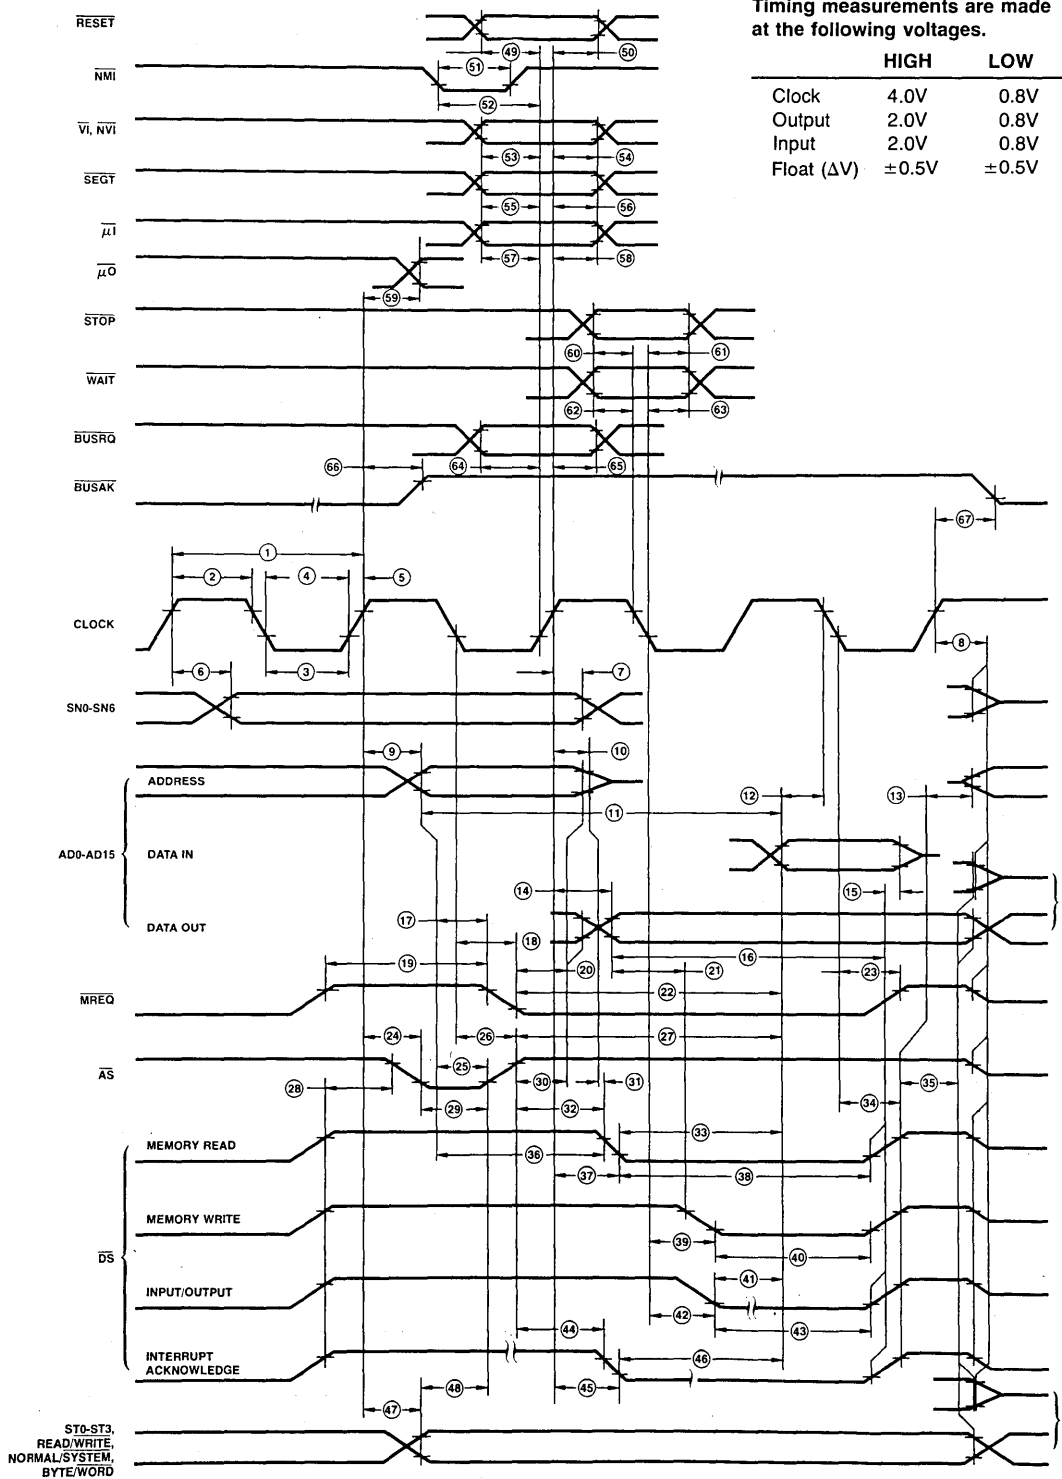 Timing measurements are made
at the following voltages.
HIGH LOW
Clock 4.0V 0.8V
Output 2.0V 0.8V
Input 2.0V 0.8V
Float (ΔV) ±0.5V ±0.5V
RESET
49 50
51
NMI
52
VI, NVI
53 54
SEGT
55 56
μI
57 58
μO
59
STOP
60 61
WAIT
62 63
BUSRQ
66 64 65
BUSAK
67
1
2 4 5
CLOCK
8
6 3 7
SN0-SN6
9 10
ADDRESS
12 13
11
AD0-AD15 DATA IN
14 15
17
DATA OUT
18
16
19 20 21 23
22
MREQ
24 26 27
AS
25
28 30 31 35
29 32 34
33
MEMORY READ
36
37 38
MEMORY WRITE
39
40
DS
41
INPUT/OUTPUT
42
43
44
INTERRUPT
ACKNOWLEDGE
46
48 45
47
ST0-ST3,
READ/WRITE,
NORMAL/SYSTEM,
BYTE/WORD